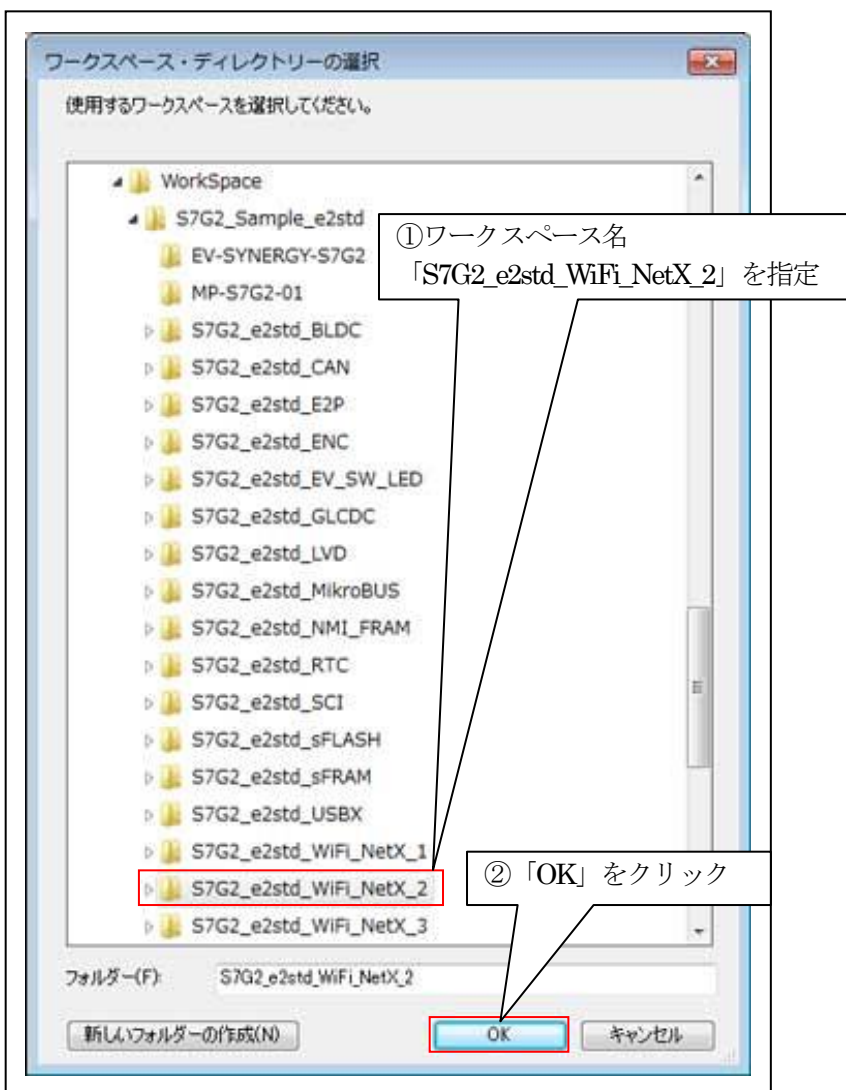 ワークスペース・ディレクトリーの選択
使用するワークスペースを選択してください。
WorkSpace
S7G2_Sample_e2std
①ワークスペース名
「S7G2_e2std_WiFi_NetX_2」を指定
EV-SYNERGY-S7G2
MP-S7G2-01
S7G2_e2std_BLDC
S7G2_e2std_CAN
S7G2_e2std_E2P
S7G2_e2std_ENC
S7G2_e2std_EV_SW_LED
S7G2_e2std_GLCDC
S7G2_e2std_LVD
S7G2_e2std_MikroBUS
S7G2_e2std_NMI_FRAM
S7G2_e2std_RTC
S7G2_e2std_SCI
S7G2_e2std_sFLASH
S7G2_e2std_sFRAM
S7G2_e2std_USBX
S7G2_e2std_WiFi_NetX_1
②「OK」をクリック
S7G2_e2std_WiFi_NetX_2
S7G2_e2std_WiFi_NetX_3
フォルダー(F): S7G2_e2std_WiFi_NetX_2
新しいフォルダーの作成(N) OK キャンセル